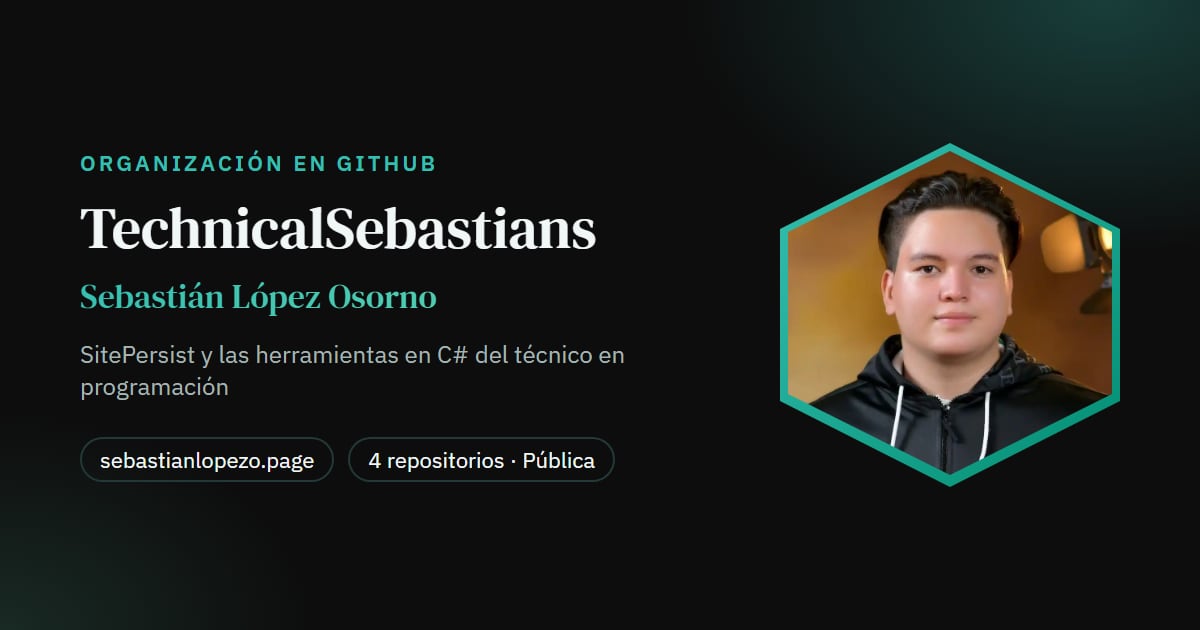 ORGANIZACIÓN EN GITHUB
TechnicalSebastians
Sebastián López Osorno
SitePersist y las herramientas en C# del técnico en
programación
sebastianlopezo.page
4 repositorios · Pública